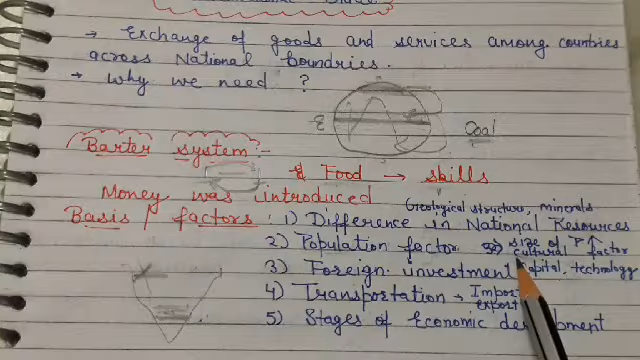 → Exchange of goods and services among countries
across National boundries.
→ Why we need ?
Coal
Barter system :-
Food → skills
Money was introduced
Geological structure, minerals
Basis / factors : 1) Difference in National Resources
2) Population factor → size of P ↑
cultural factor
3) Foreign investment capital, technology
4) Transportation → Impor
export
5) Stages of Economic development